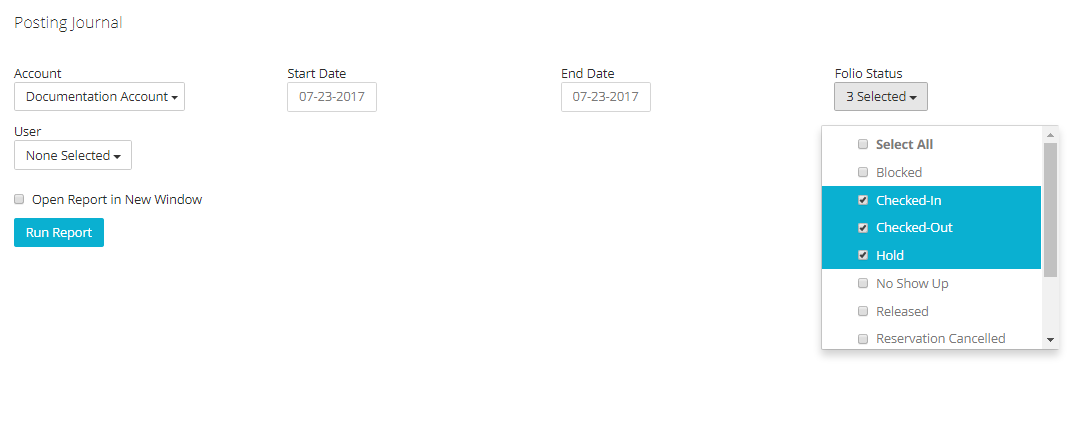 Posting Journal
Account Start Date End Date Folio Status
Documentation Account 07-23-2017 07-23-2017 3 Selected
User
None Selected
Select All
Blocked
Open Report in New Window Checked-In
Run Report Checked-Out
Hold
No Show Up
Released
Reservation Cancelled